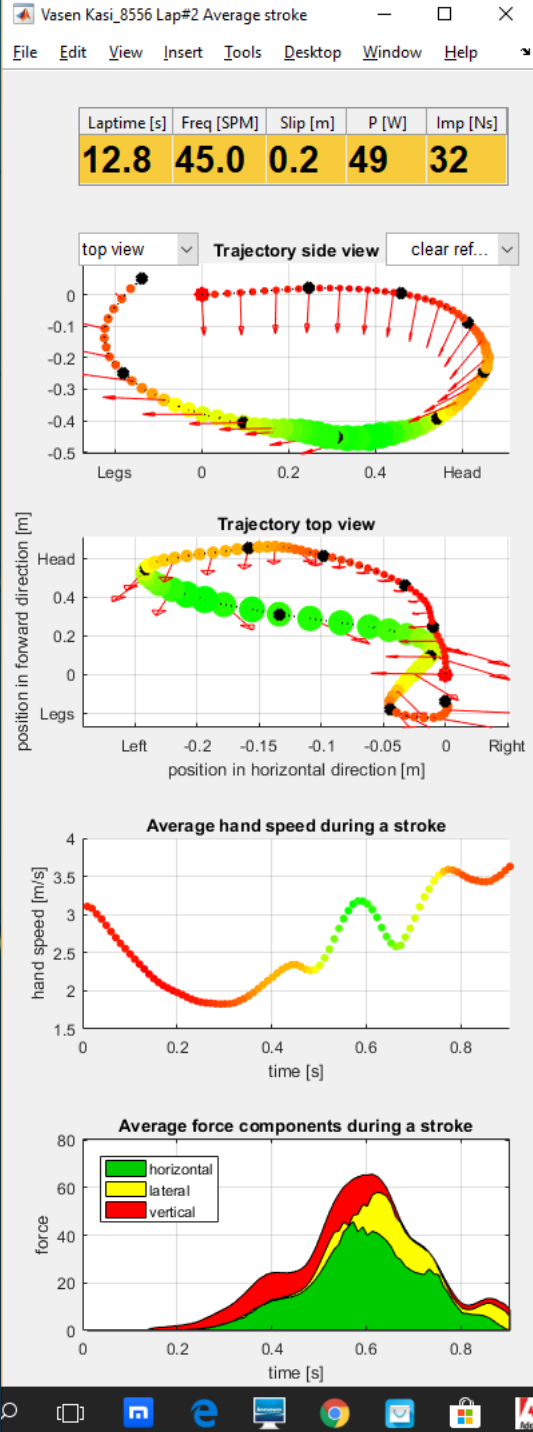 Vasen Kasi_8556 Lap#2 Average stroke
File Edit View Insert Tools Desktop Window Help
Laptime [s] Freq [SPM] Slip [m] P [W] Imp [Ns]
12.8 45.0 0.2 49 32
top view Trajectory side view clear ref...
0
-0.1
-0.2
-0.3
-0.4
-0.5
Legs 0 0.2 0.4 Head
Trajectory top view
position in forward direction [m]
Head
0.4
0.2
0
Legs
Left -0.2 -0.15 -0.1 -0.05 0 Right
position in horizontal direction [m]
Average hand speed during a stroke
hand speed [m/s]
4
3.5
3
2.5
2
1.5
0 0.2 0.4 0.6 0.8
time [s]
Average force components during a stroke
force
80
60
40
20
0
horizontal
lateral
vertical
0 0.2 0.4 0.6 0.8
time [s]